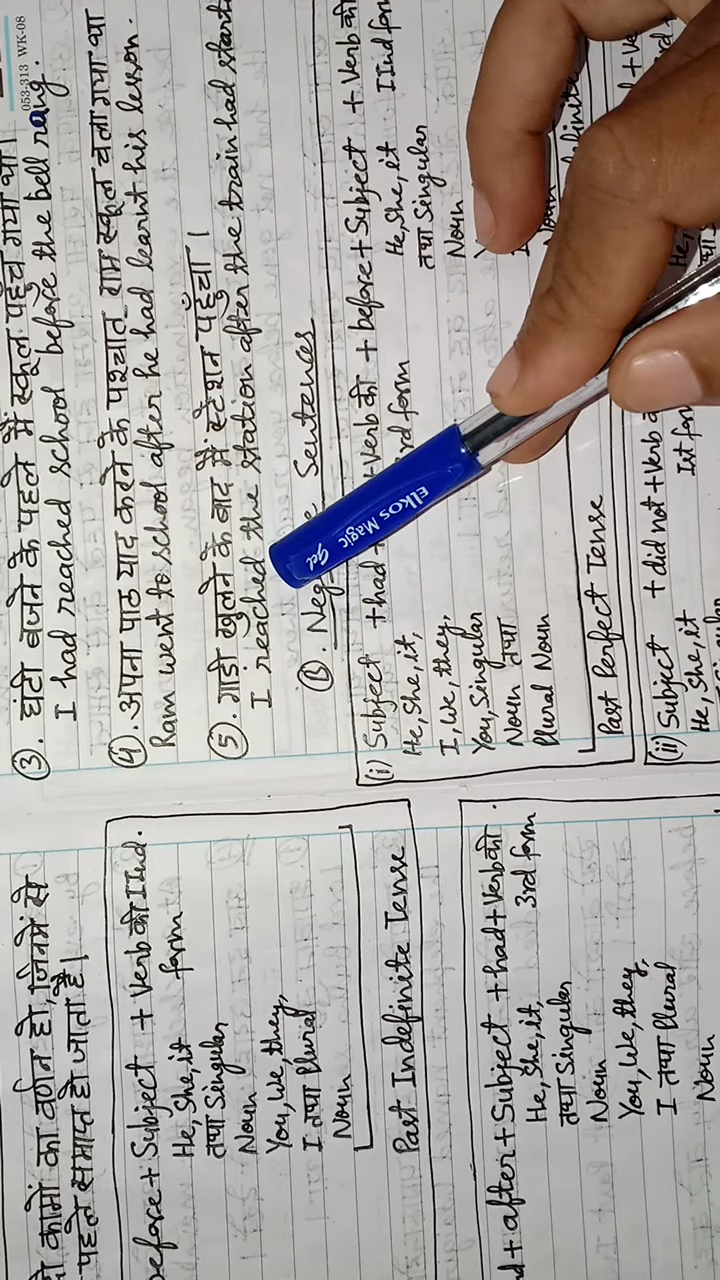 053-313 WK-08
③. घंटी बजने के पहले मैं स्कूल पहुँच गया था।
I had reached school before the bell rang.
④. अपना पाठ याद करने के पश्चात् राम स्कूल चला गया था
Ram went to school after he had learnt his lesson.
⑤. गाडी खुलने के बाद मैं स्टेशन पहुँचा।
I reached the station after the train had start
Ⓑ. Neg e Sentences
(i) Subject +had + +Verb की + before + Subject + Verb की
He, She, it, 3rd form He, She, it IInd form
I, We, they, तथा Singular
You, Singular Noun
Noun तथा
Plural Noun
Past Perfect Tense
(ii) Subject + did not + Verb
He, She, it Ist for
कामों का वर्णन हो, जिनमें से
पहले समाप्त हो जाता है।
before + Subject + Verb की IInd.
He, She, it form
तथा Singular
Noun
You, We, they,
I तथा Plural
Noun
Past Indefinite Tense
d + after + Subject + had + Verb की.
He, She, it, 3rd form
तथा Singular
Noun
You, We, they,
I तथा Plural
Noun
Elkos Magic Gel